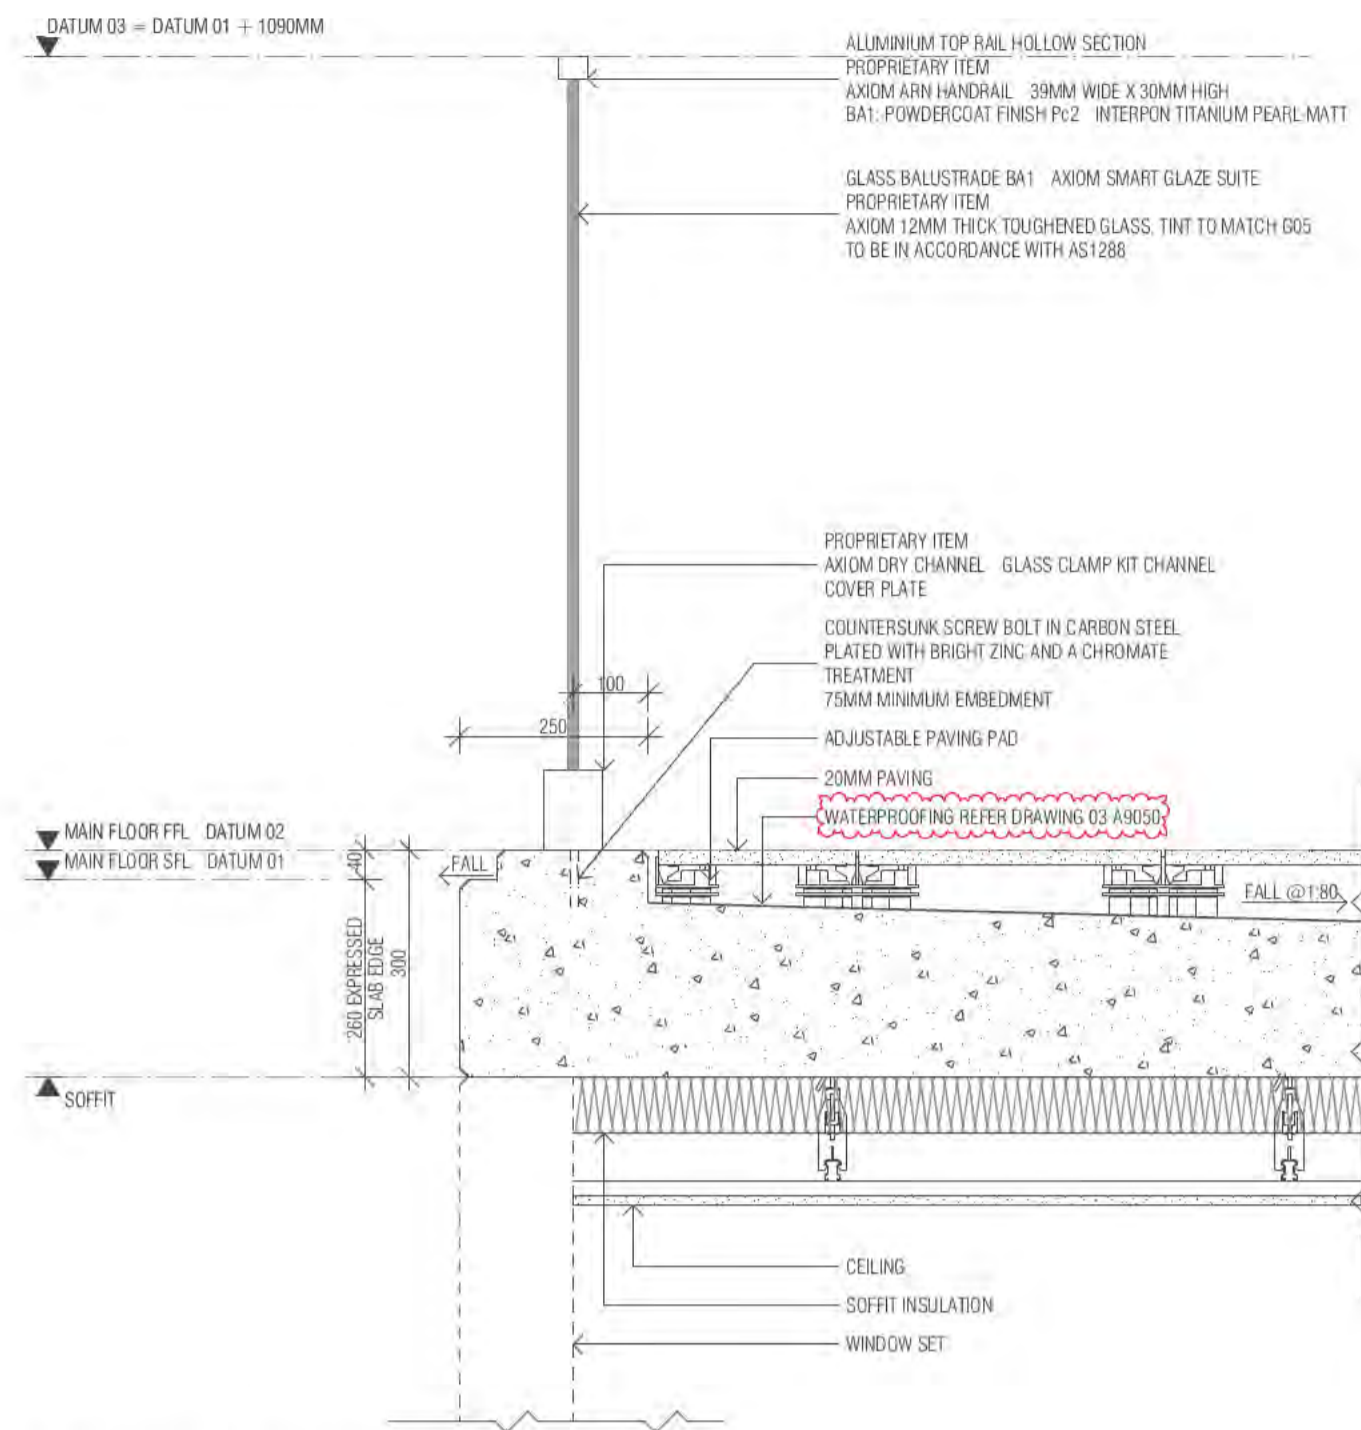 DATUM 03 = DATUM 01 + 1090MM
ALUMINIUM TOP RAIL HOLLOW SECTION
PROPRIETARY ITEM
AXIOM ARN HANDRAIL 39MM WIDE X 30MM HIGH
BA1: POWDERCOAT FINISH Pc2 INTERPON TITANIUM PEARL-MATT
GLASS BALUSTRADE BA1 AXIOM SMART GLAZE SUITE
PROPRIETARY ITEM
AXIOM 12MM THICK TOUGHENED GLASS, TINT TO MATCH G05
TO BE IN ACCORDANCE WITH AS1288
PROPRIETARY ITEM
AXIOM DRY CHANNEL GLASS CLAMP KIT CHANNEL
COVER PLATE
COUNTERSUNK SCREW BOLT IN CARBON STEEL
PLATED WITH BRIGHT ZINC AND A CHROMATE
TREATMENT
75MM MINIMUM EMBEDMENT
100
250
ADJUSTABLE PAVING PAD
20MM PAVING
WATERPROOFING REFER DRAWING 03 A9050
MAIN FLOOR FFL DATUM 02
MAIN FLOOR SFL DATUM 01
40
FALL
FALL @1:80
260 EXPRESSED
SLAB EDGE
300
SOFFIT
CEILING
SOFFIT INSULATION
WINDOW SET